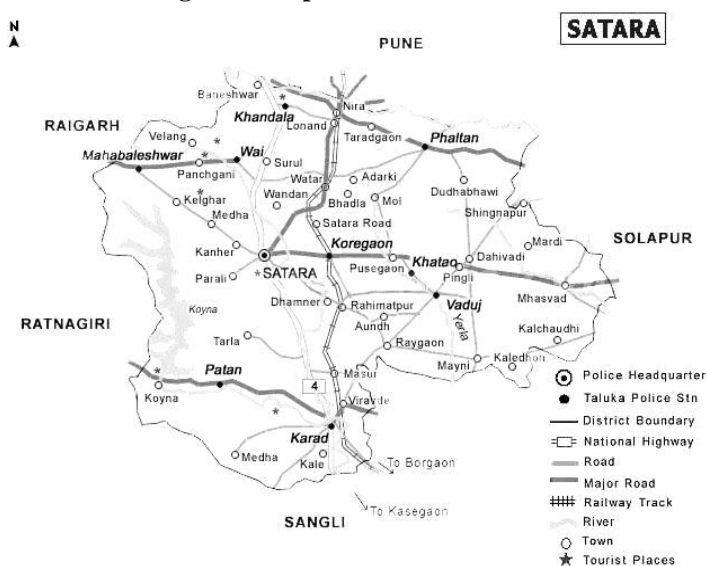 N
SATARA
PUNE
Baneshwar
Nira
Khandala
Lonand
Taradgaon
RAIGARH
Velang
Phaltan
Mahabaleshwar
Wai
Surul
Panchgani
Watar
Adarki
Dudhabhawi
Kelghar
Wandan
Bhadla
Mol
Shingnapur
Medha
Satara Road
Mardi
SOLAPUR
Kanher
Koregaon
Khatao
Dahivadi
SATARA
Pusegaon
Pingli
Parali
Mhasvad
Dhamner
Rahimatpur
Vaduj
Koyna
Aundh
Yerla
RATNAGIRI
Kalchaudhi
Tarla
Raygaon
Mayni
Kaledhon
Patan
Masur
Koyna
4
Viravde
Karad
Medha
Kale
To Borgaon
To Kasegaon
SANGLI
Police Headquarter
Taluka Police Stn
District Boundary
National Highway
Road
Major Road
Railway Track
River
Town
Tourist Places